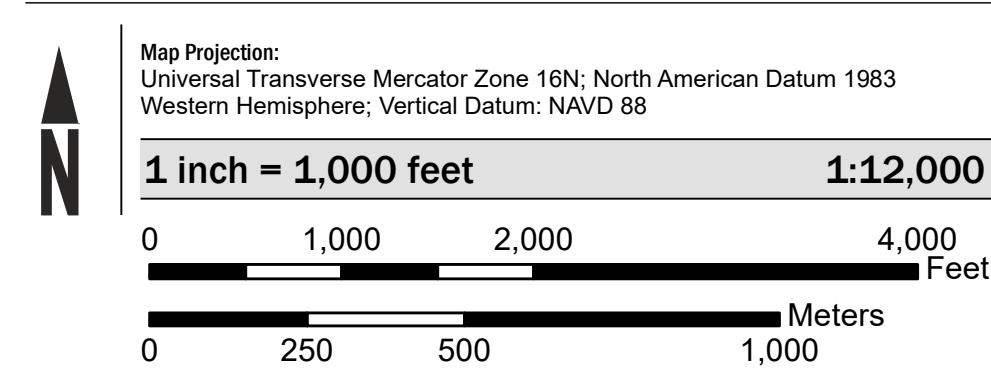 N
Map Projection:
Universal Transverse Mercator Zone 16N; North American Datum 1983
Western Hemisphere; Vertical Datum: NAVD 88
1 inch = 1,000 feet 1:12,000
0 1,000 2,000 4,000
Feet
Meters
0 250 500 1,000